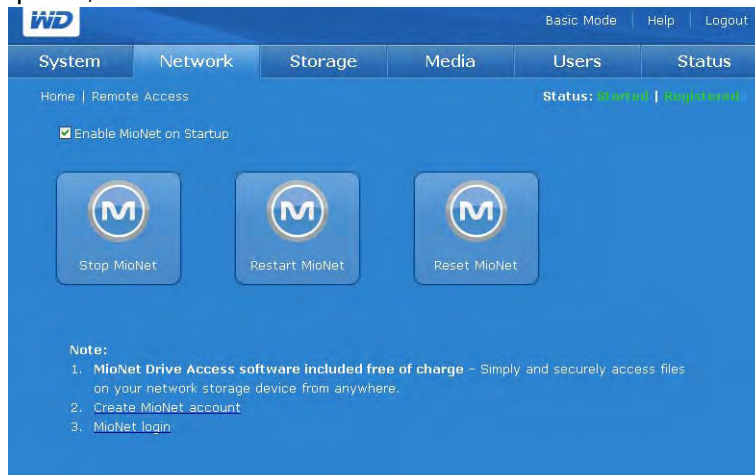 WD
Basic Mode | Help | Logout
System Network Storage Media Users Status
Home | Remote Access Status: Started | Registered
Enable MioNet on Startup
Stop MioNet Restart MioNet Reset MioNet
Note:
1. MioNet Drive Access software included free of charge – Simply and securely access files
on your network storage device from anywhere.
2. Create MioNet account
3. MioNet login